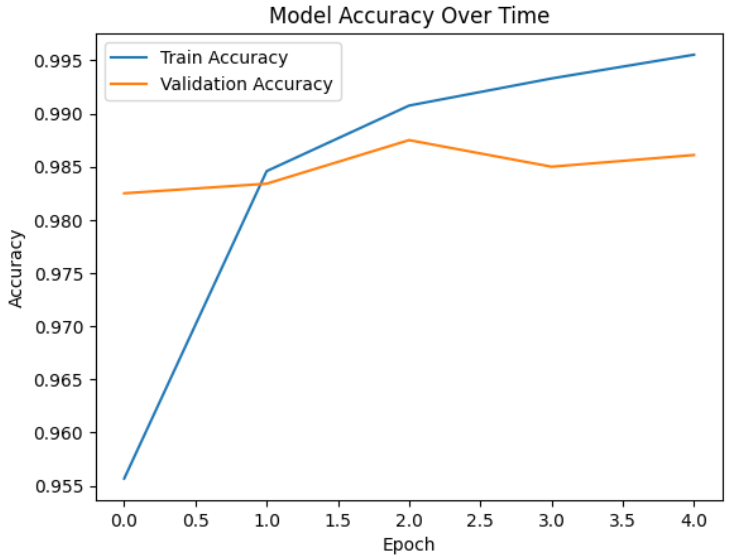 Model Accuracy Over Time
Train Accuracy
Validation Accuracy
0.995
0.990
0.985
0.980
0.975
0.970
0.965
0.960
0.955
Accuracy
0.0 0.5 1.0 1.5 2.0 2.5 3.0 3.5 4.0
Epoch